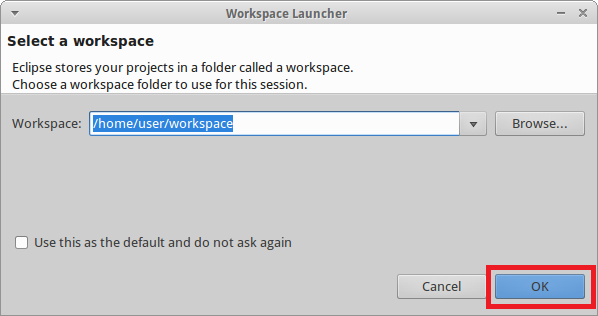 Workspace Launcher
Select a workspace
Eclipse stores your projects in a folder called a workspace.
Choose a workspace folder to use for this session.
Workspace: /home/user/workspace Browse...
Use this as the default and do not ask again
Cancel OK